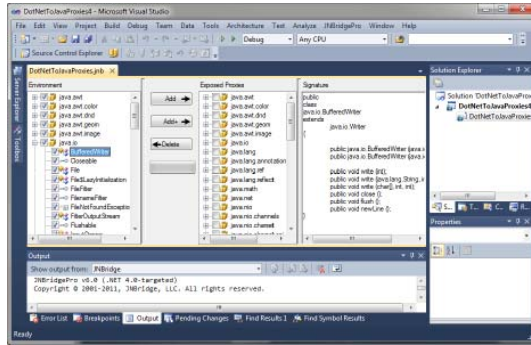 DotNetToJavaProxies4 - Microsoft Visual Studio
File Edit View Project Build Debug Team Data Tools Architecture Test Analyze JNBridgePro Window Help
Debug Any CPU
Source Control Explorer
Server Explorer
Toolbox
DotNetToJavaProxies.jnb
Environment
java.awt
java.awt.color
java.awt.dnd
java.awt.geom
java.awt.image
java.io
BufferedWriter
Closeable
File
FileFilter
FilenameFilter
FilterOutputStream
Flushable
Add
Add+
Delete
Exposed Proxies
java.awt
java.awt.color
java.awt.dnd
java.awt.geom
java.awt.image
java.io
java.lang
java.lang.annotation
java.lang.ref
java.lang.reflect
java.math
java.net
java.nio
java.nio.channels
java.nio.charset
Signature
public
class
java.io.BufferedWriter
extends
java.io.Writer
{
public java.io.BufferedWriter (java.i
public java.io.BufferedWriter (java.i
public void write (int);
public void write (java.lang.String, in
public void write (char[], int, int);
public void close ();
public void flush ();
public void newLine ();
}
Solution Explorer
Solution 'DotNetToJavaProx
DotNetToJavaProxies4
DotNetToJavaProxie
S... T... R... C... R...
Properties
Output
Show output from: JNBridge
JNBridgePro v6.0 (.NET 4.0-targeted)
Copyright © 2001-2011, JNBridge, LLC. All rights reserved.
Error List Breakpoints Output Pending Changes Find Results 1 Find Symbol Results
Ready